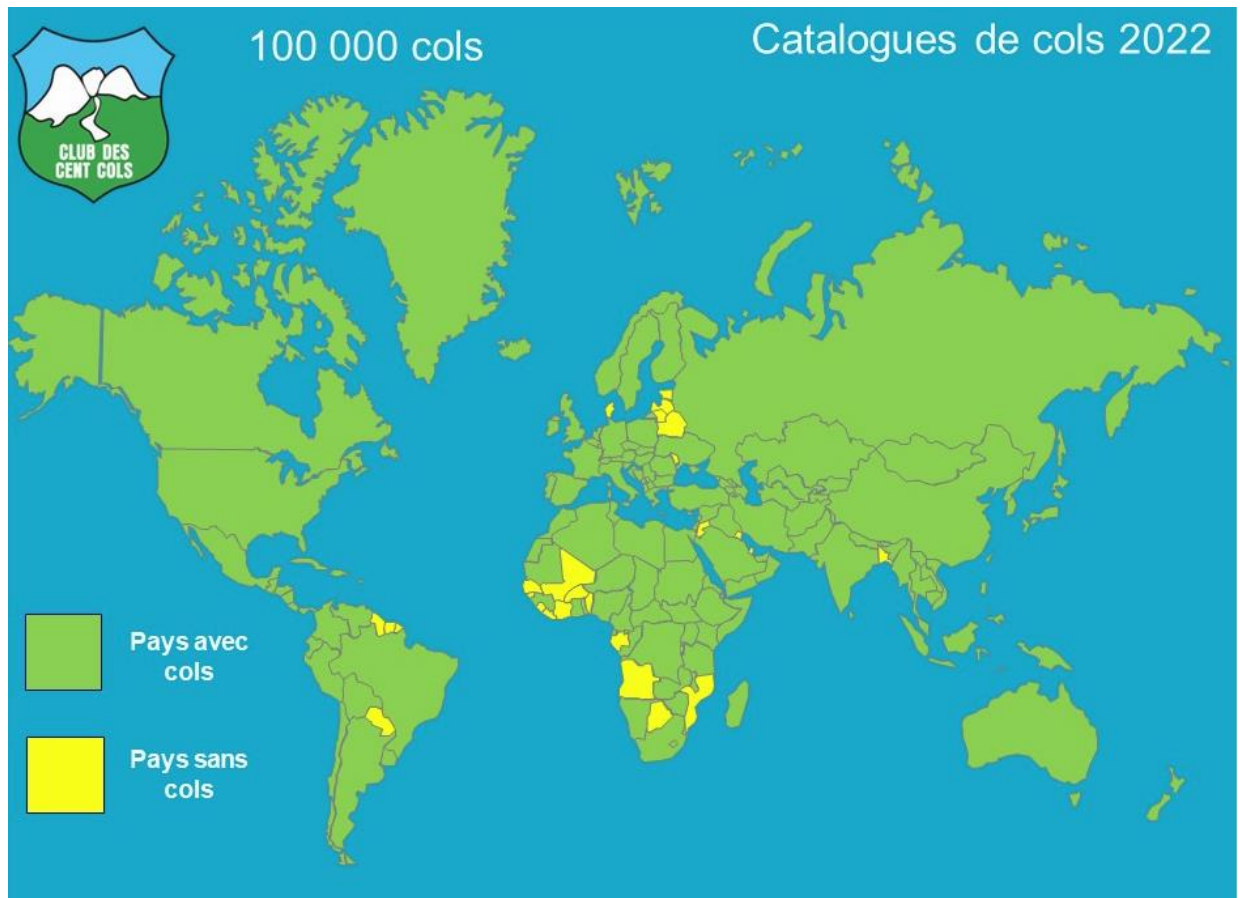 100 000 cols
Catalogues de cols 2022
CLUB DES
CENT COLS
Pays avec
cols
Pays sans
cols